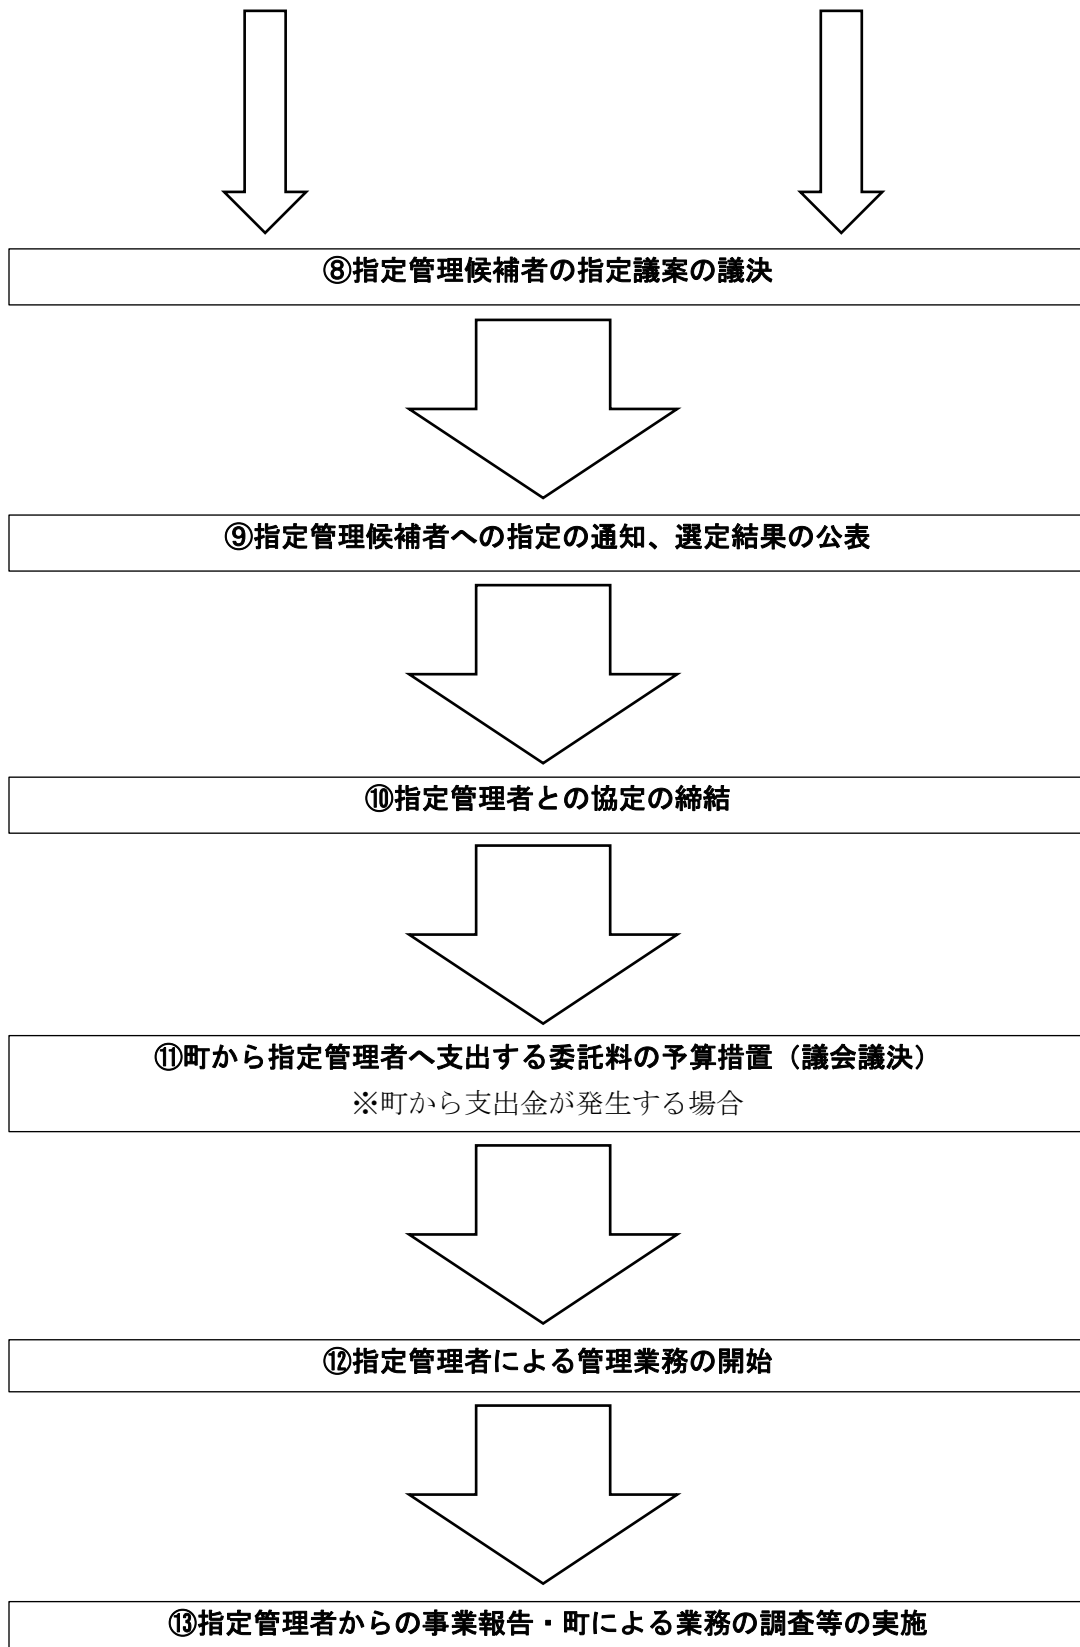 ⑧指定管理候補者の指定議案の議決
⑨指定管理候補者への指定の通知、選定結果の公表
⑩指定管理者との協定の締結
⑪町から指定管理者へ支出する委託料の予算措置（議会議決）
※町から支出金が発生する場合
⑫指定管理者による管理業務の開始
⑬指定管理者からの事業報告・町による業務の調査等の実施